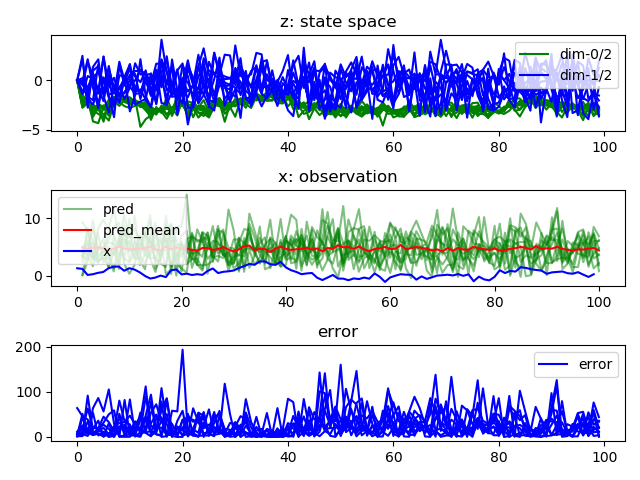 z: state space
0
−5
dim-0/2
dim-1/2
0 20 40 60 80 100
x: observation
10
0
pred
pred_mean
x
0 20 40 60 80 100
error
200
100
0
error
0 20 40 60 80 100